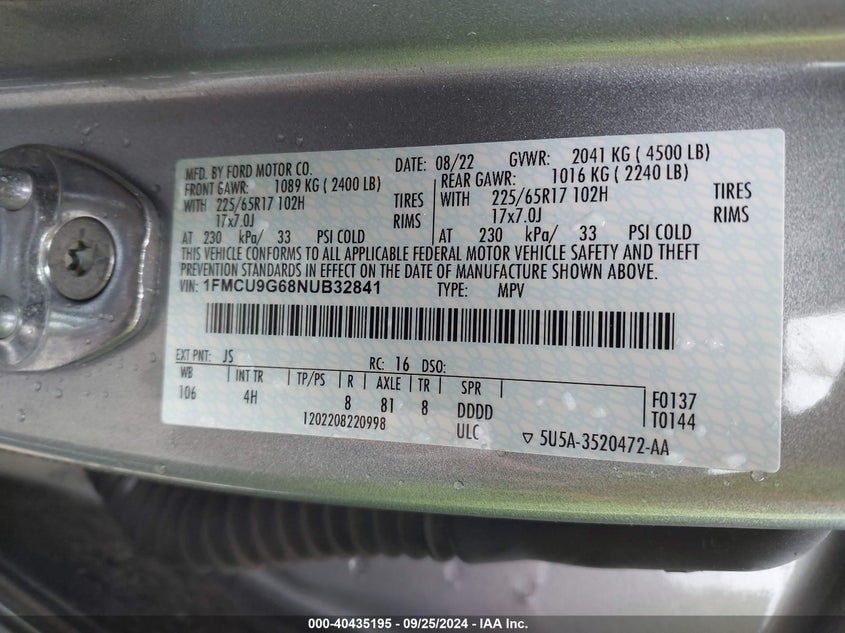 MFD. BY FORD MOTOR CO. DATE: 08/22 GVWR: 2041 KG ( 4500 LB)
FRONT GAWR: 1089 KG ( 2400 LB) REAR GAWR: 1016 KG ( 2240 LB)
WITH 225/65R17 102H TIRES WITH 225/65R17 102H TIRES
17x7.0J RIMS 17x7.0J RIMS
AT 230 kPa/ 33 PSI COLD AT 230 kPa/ 33 PSI COLD
THIS VEHICLE CONFORMS TO ALL APPLICABLE FEDERAL MOTOR VEHICLE SAFETY AND THEFT
PREVENTION STANDARDS IN EFFECT ON THE DATE OF MANUFACTURE SHOWN ABOVE.
VIN: 1FMCU9G68NUB32841 TYPE: MPV
EXT PNT: JS RC: 16 DSO:
WB INT TR TP/PS R AXLE TR SPR
106 4H 8 81 8 DDDD F0137
1202208220998 ULC T0144
▽ 5U5A-3520472-AA
000-40435195 - 09/25/2024 - IAA Inc.